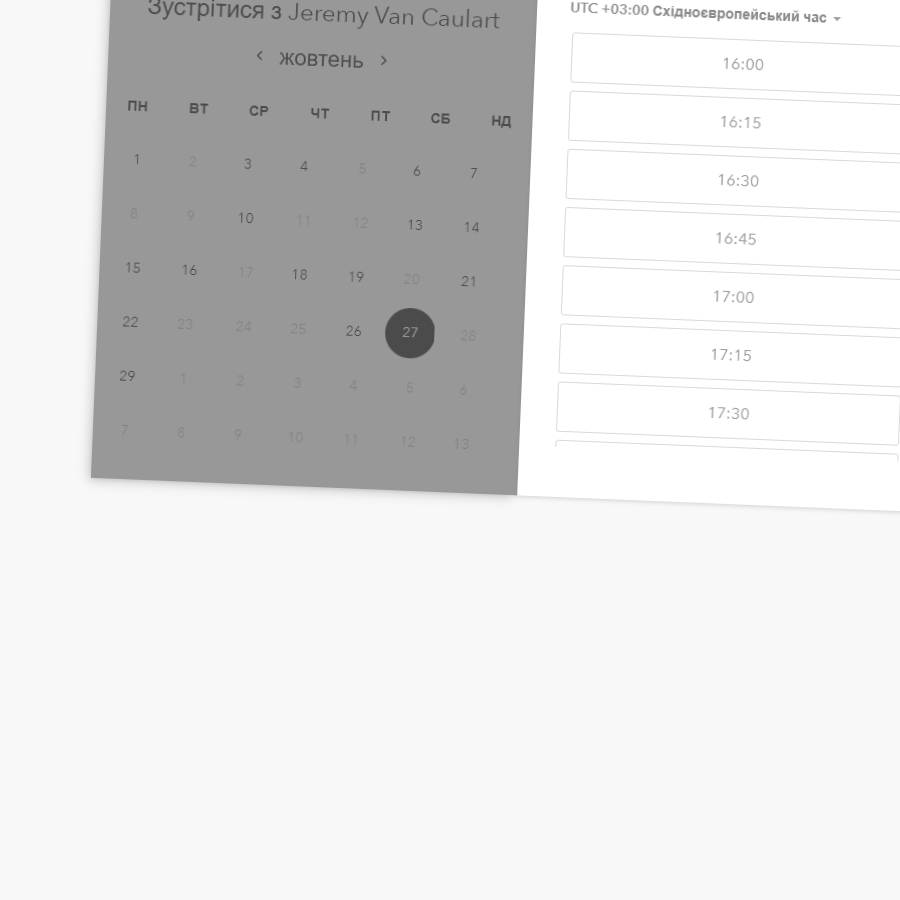 Зустрітися з Jeremy Van Caulart
жовтень
ПН ВТ СР ЧТ ПТ СБ НД
1 2 3 4 5 6 7
8 9 10 11 12 13 14
15 16 17 18 19 20 21
22 23 24 25 26 27 28
29 1 2 3 4 5 6
7 8 9 10 11 12 13
UTC +03:00 Східноєвропейський час
16:00
16:15
16:30
16:45
17:00
17:15
17:30